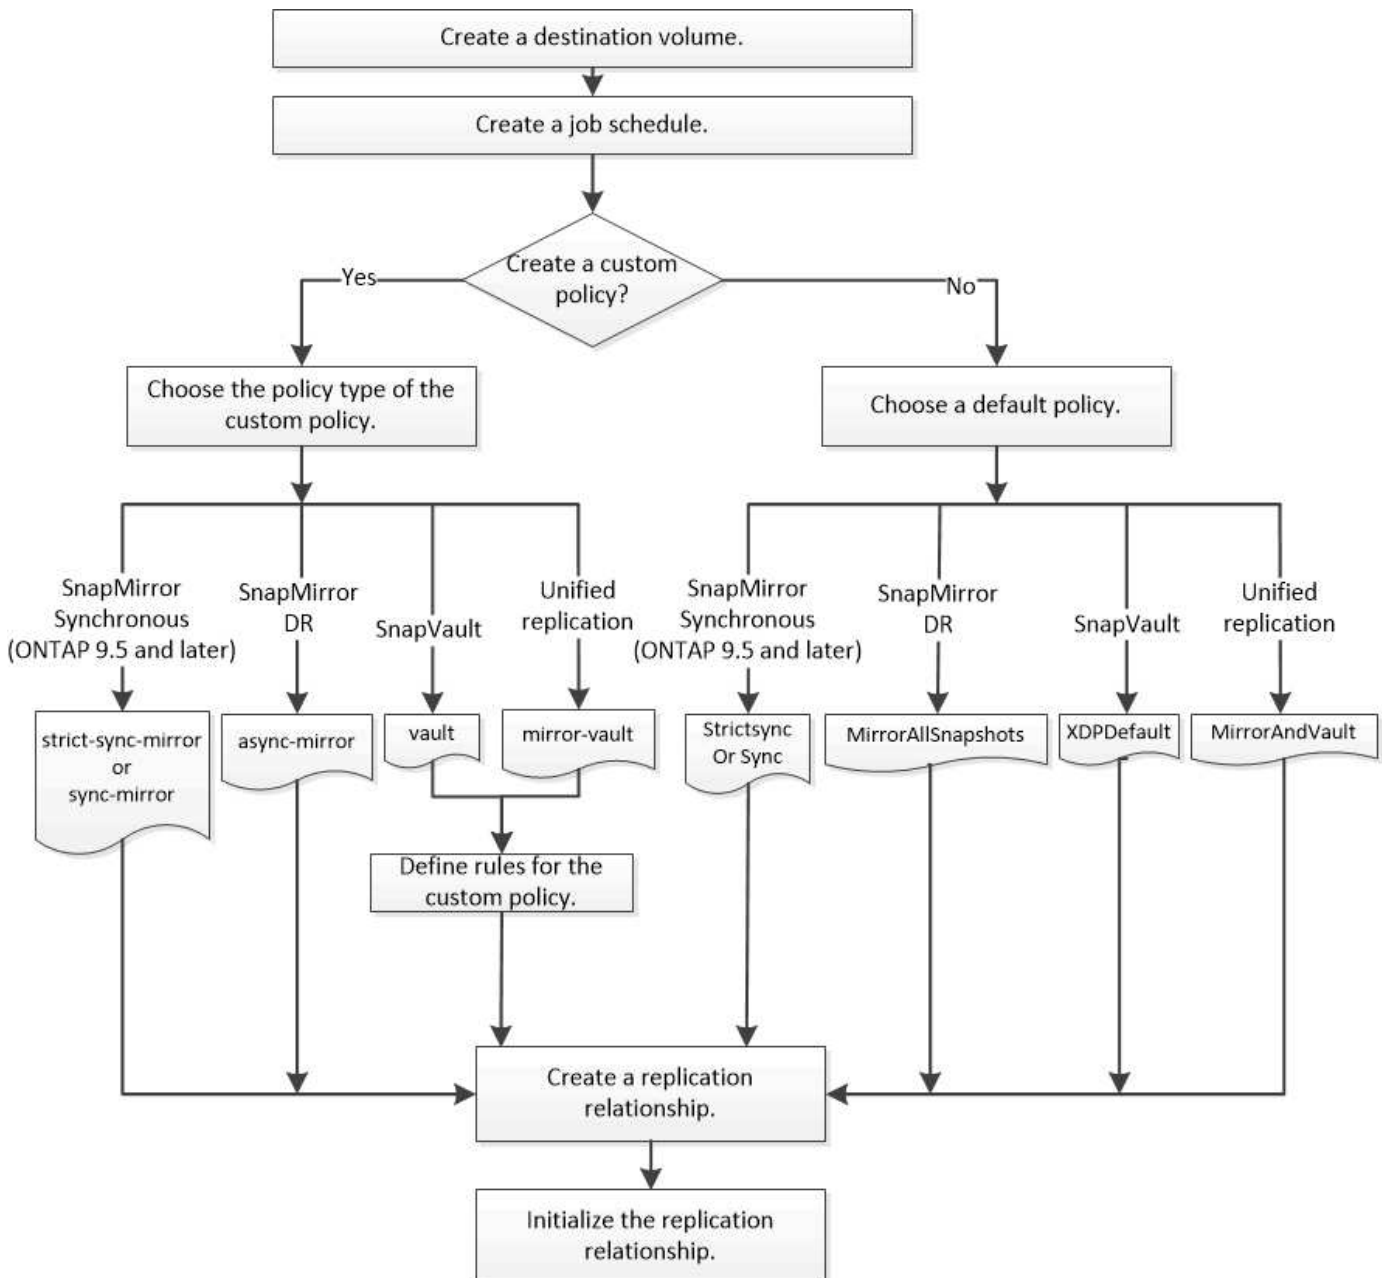 Create a destination volume.
Create a job schedule.
Create a custom
policy?
Yes
No
Choose the policy type of the
custom policy.
Choose a default policy.
SnapMirror
Synchronous
(ONTAP 9.5 and later)
SnapMirror
DR
SnapVault
Unified
replication
SnapMirror
Synchronous
(ONTAP 9.5 and later)
SnapMirror
DR
SnapVault
Unified
replication
strict-sync-mirror
or
sync-mirror
async-mirror
vault
mirror-vault
Strictsync
Or Sync
MirrorAllSnapshots
XDPDefault
MirrorAndVault
Define rules for the
custom policy.
Create a replication
relationship.
Initialize the replication
relationship.